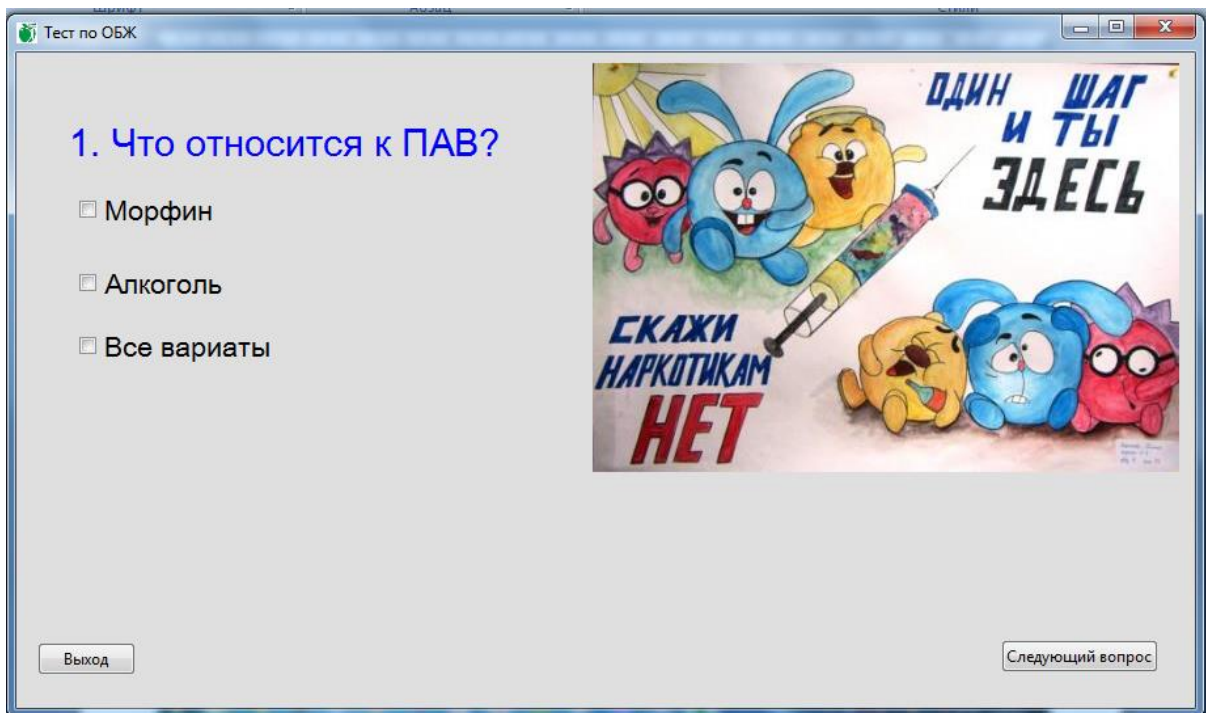 Тест по ОБЖ
1. Что относится к ПАВ?
Морфин
Алкоголь
Все вариаты
ОДИН ШАГ
И ТЫ
ЗДЕСЬ
СКАЖИ
НАРКОТИКАМ
НЕТ
Выход
Следующий вопрос